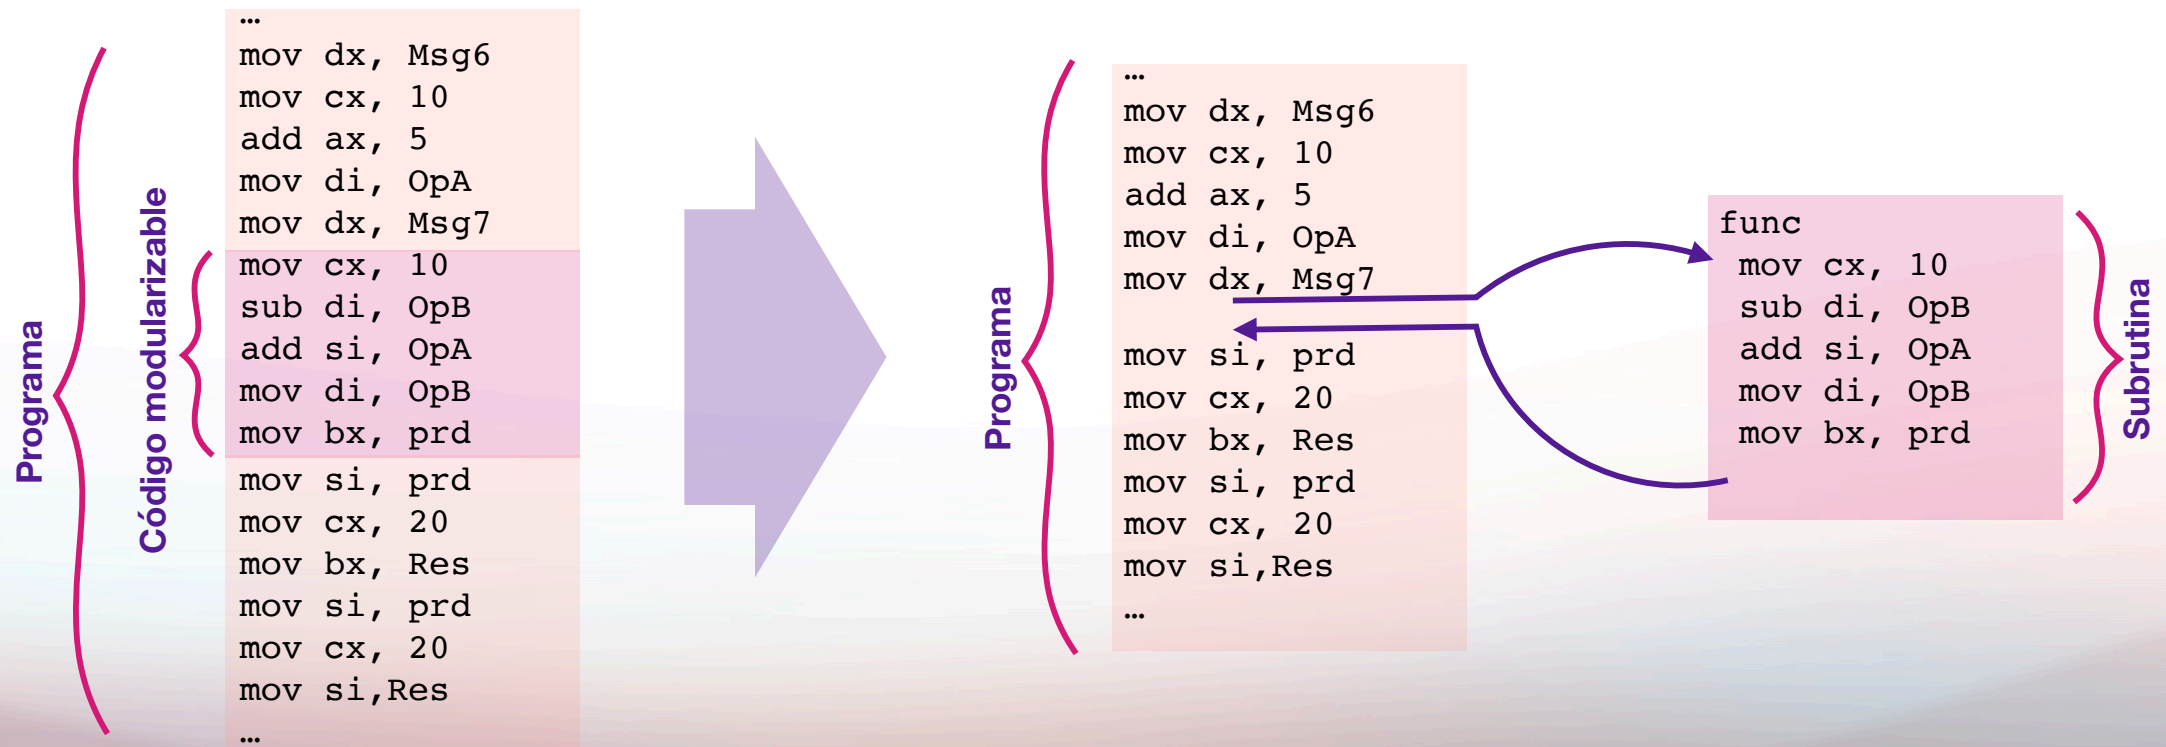 Programa
Código modularizable
…
mov dx, Msg6
mov cx, 10
add ax, 5
mov di, OpA
mov dx, Msg7
mov cx, 10
sub di, OpB
add si, OpA
mov di, OpB
mov bx, prd
mov si, prd
mov cx, 20
mov bx, Res
mov si, prd
mov cx, 20
mov si,Res
…
Programa
…
mov dx, Msg6
mov cx, 10
add ax, 5
mov di, OpA
mov dx, Msg7
mov si, prd
mov cx, 20
mov bx, Res
mov si, prd
mov cx, 20
mov si,Res
…
func
mov cx, 10
sub di, OpB
add si, OpA
mov di, OpB
mov bx, prd
Subrutina